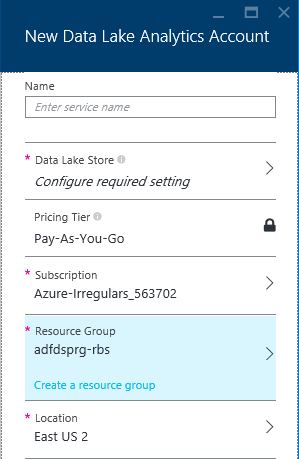 New Data Lake Analytics Account
Name
Enter service name
* Data Lake Store
Configure required setting
Pricing Tier
Pay-As-You-Go
* Subscription
Azure-Irregulars_563702
* Resource Group
adfdsprg-rbs
Create a resource group
* Location
East US 2